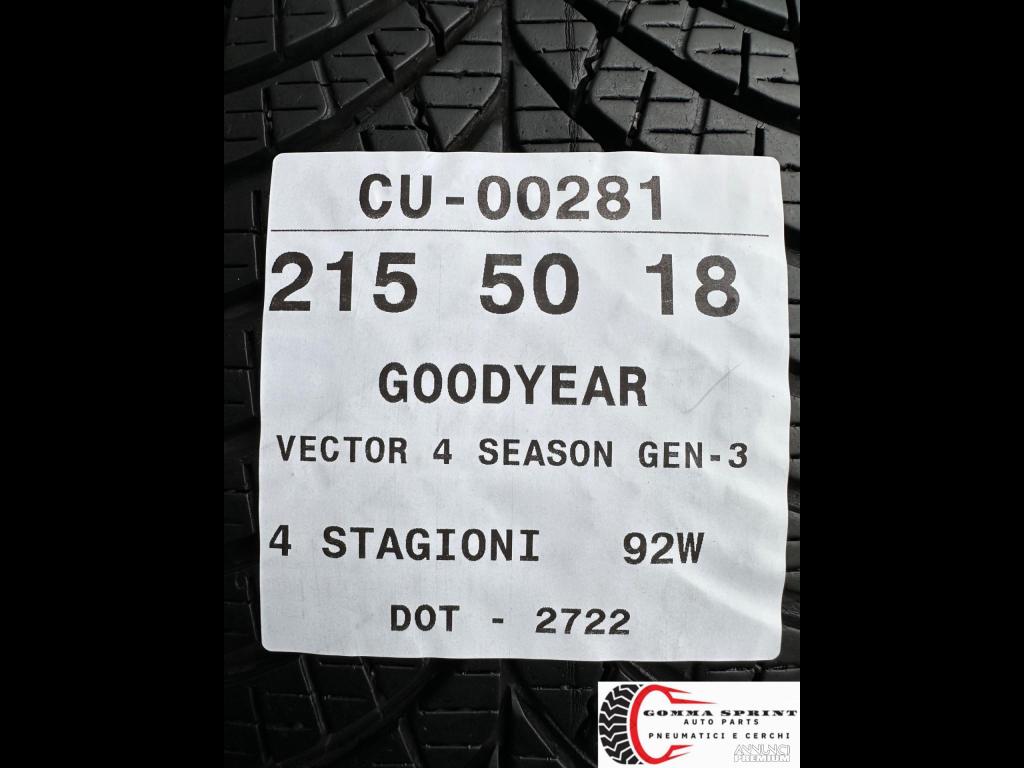 CU-00281
215 50 18
GOODYEAR
VECTOR 4 SEASON GEN-3
4 STAGIONI 92W
DOT - 2722
GOMMA SPRINT
AUTO PARTS
PNEUMATICI E CERCHI
ANNUNCI
PREMIUM